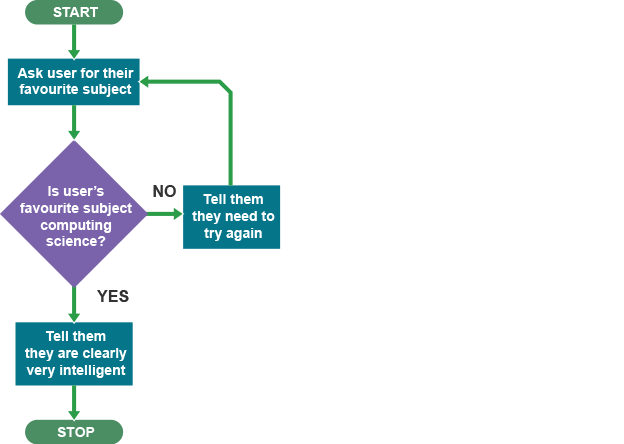 START
Ask user for their
favourite subject
Is user’s
favourite subject
computing
science?
NO
Tell them
they need to
try again
YES
Tell them
they are clearly
very intelligent
STOP